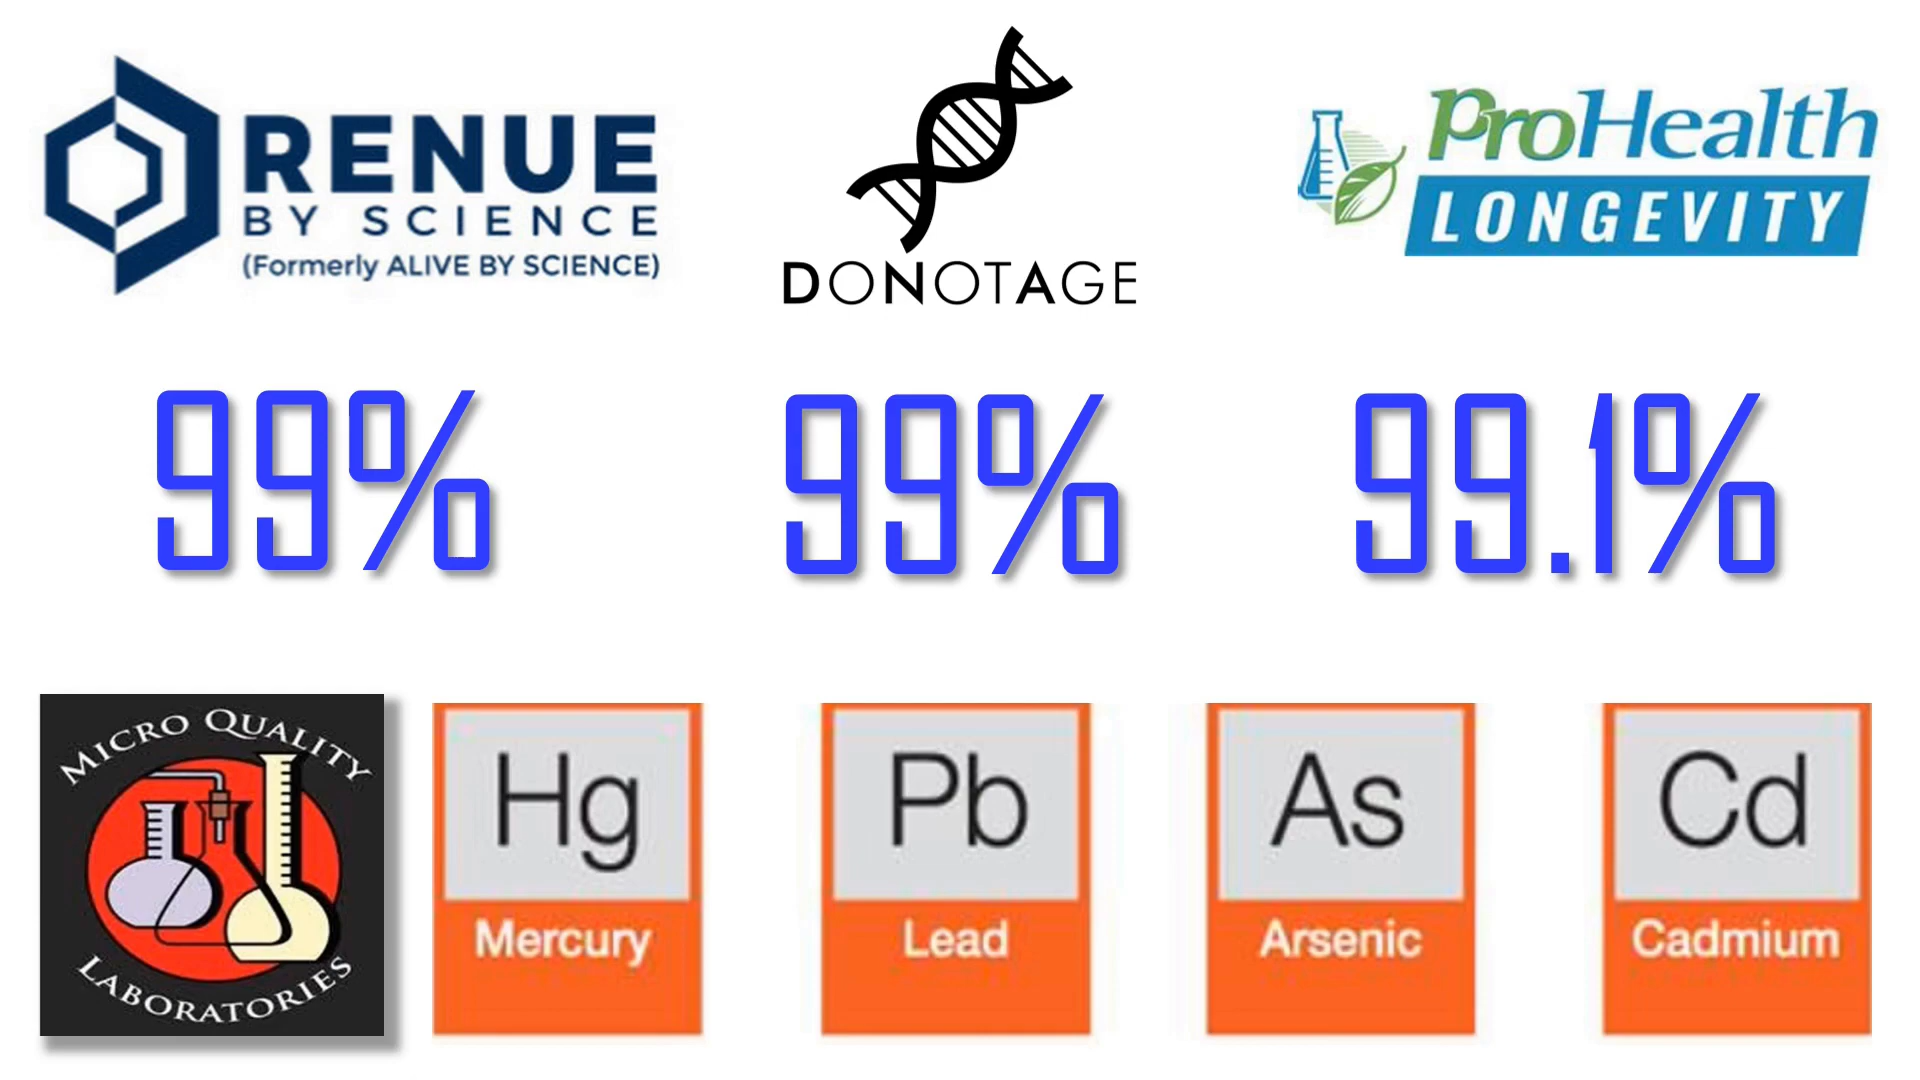 RENUE
BY SCIENCE
(Formerly ALIVE BY SCIENCE)
DONOTAGE
ProHealth
LONGEVITY
99%
99%
99.1%
MICRO QUALITY
LABORATORIES
Hg
Mercury
Pb
Lead
As
Arsenic
Cd
Cadmium